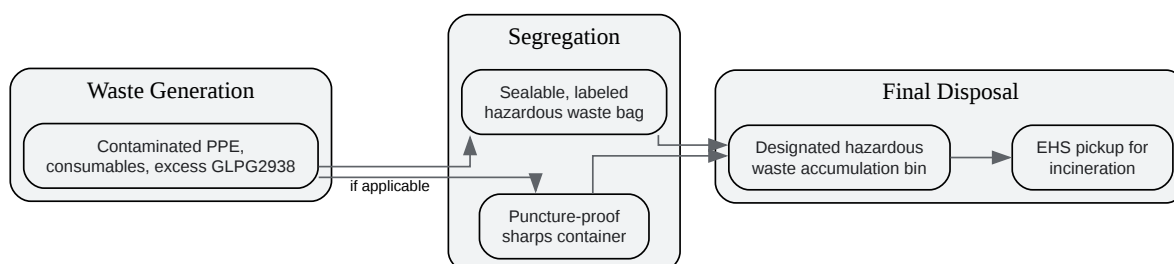 Waste Generation
Contaminated PPE,
consumables, excess GLPG2938
if applicable
Segregation
Sealable, labeled
hazardous waste bag
Puncture-proof
sharps container
Final Disposal
Designated hazardous
waste accumulation bin
EHS pickup for
incineration